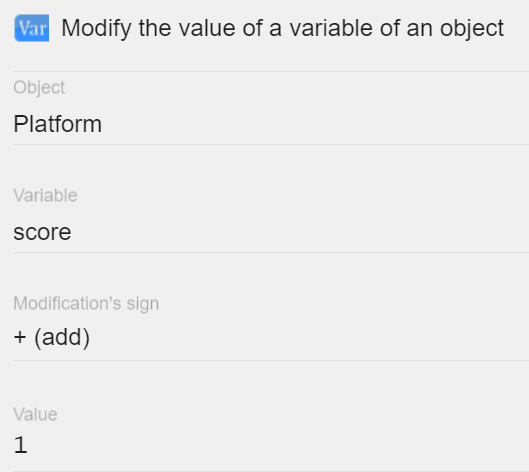 Var Modify the value of a variable of an object
Object
Platform
Variable
score
Modification's sign
+ (add)
Value
1